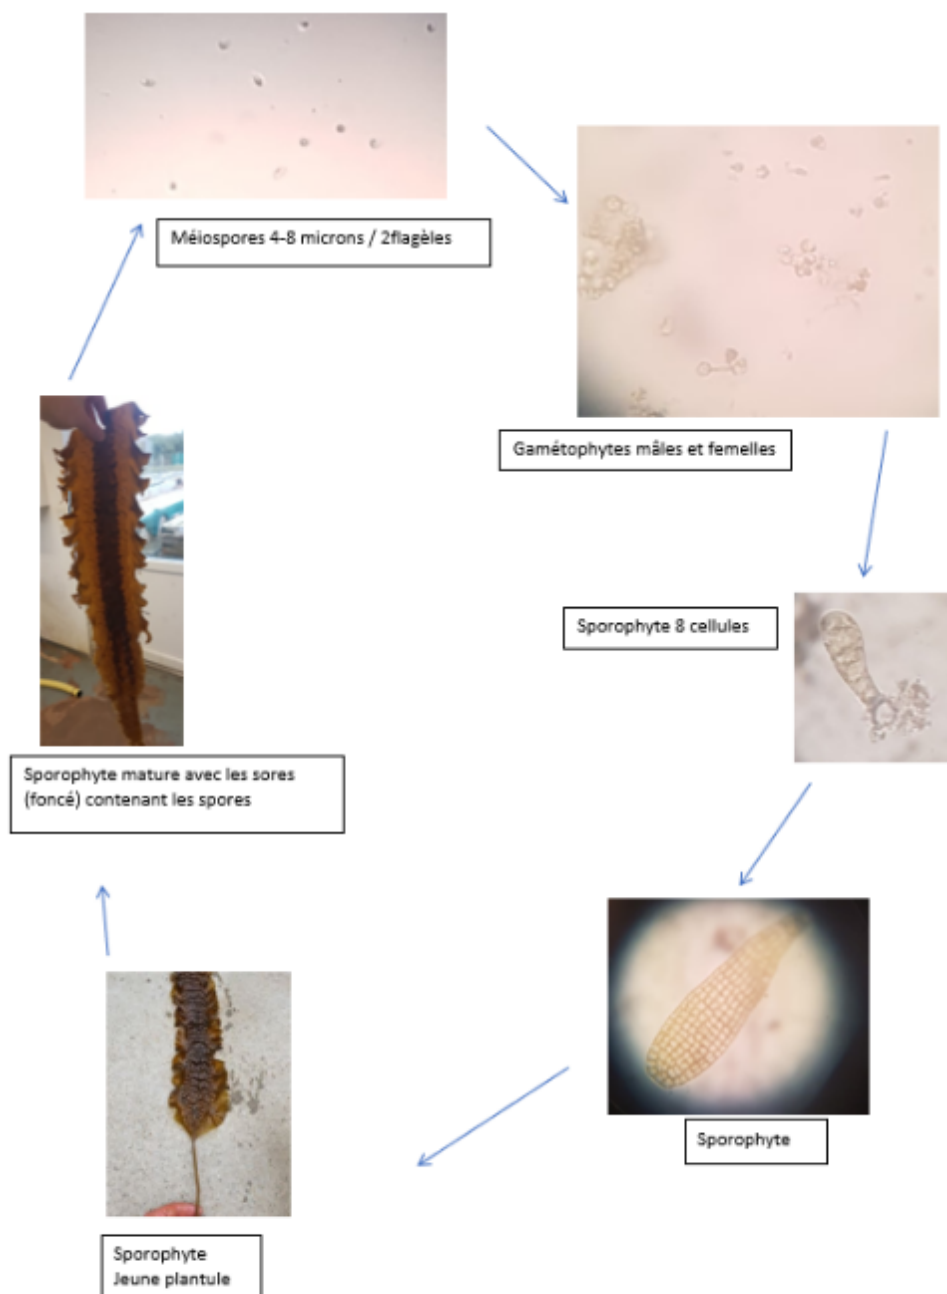 Méiospores 4-8 microns / 2flagèles
Gamétophytes mâles et femelles
Sporophyte 8 cellules
Sporophyte
Sporophyte
Jeune plantule
Sporophyte mature avec les sores
(foncé) contenant les spores